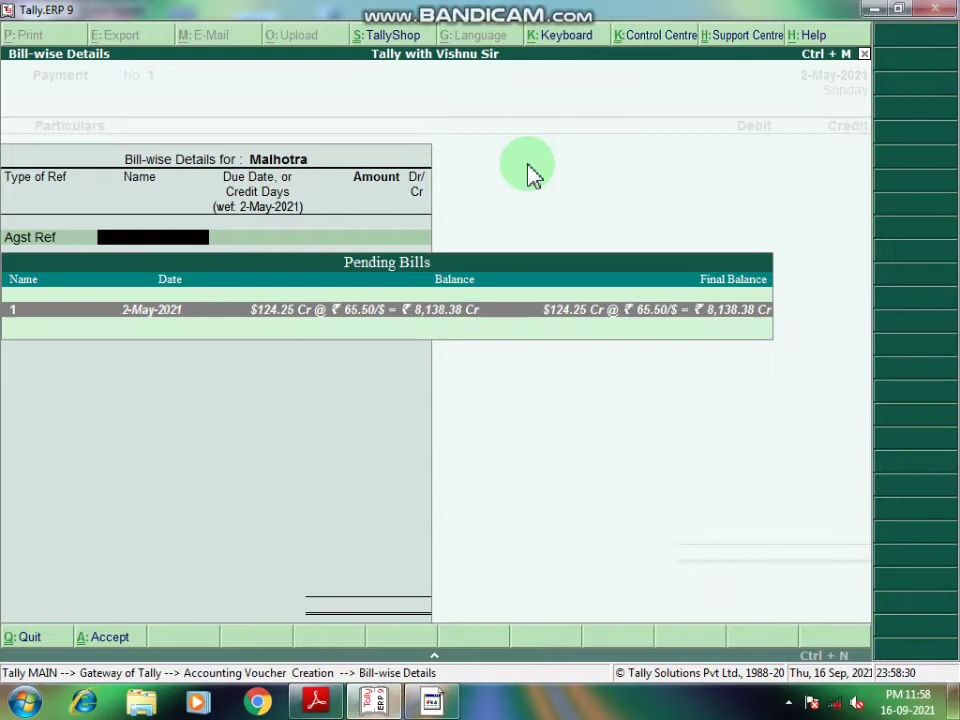 Tally.ERP 9
www.BANDICAM.com
P: Print E: Export M: E-Mail O: Upload S: TallyShop G: Language K: Keyboard K: Control Centre H: Support Centre H: Help
Bill-wise Details Tally with Vishnu Sir Ctrl + M
Payment No. 1 2-May-2021
Sunday
Particulars Debit Credit
Bill-wise Details for : Malhotra
Type of Ref Name Due Date, or Amount Dr/
Credit Days Cr
(wef: 2-May-2021)
Agst Ref
Pending Bills
Name Date Balance Final Balance
1 2-May-2021 $124.25 Cr @ ₹ 65.50/$ = ₹ 8,138.38 Cr $124.25 Cr @ ₹ 65.50/$ = ₹ 8,138.38 Cr
Q: Quit A: Accept
Ctrl + N
Tally MAIN --> Gateway of Tally --> Accounting Voucher Creation --> Bill-wise Details © Tally Solutions Pvt Ltd., 1988-20 Thu, 16 Sep, 2021 23:58:30
PM 11:58
16-09-2021